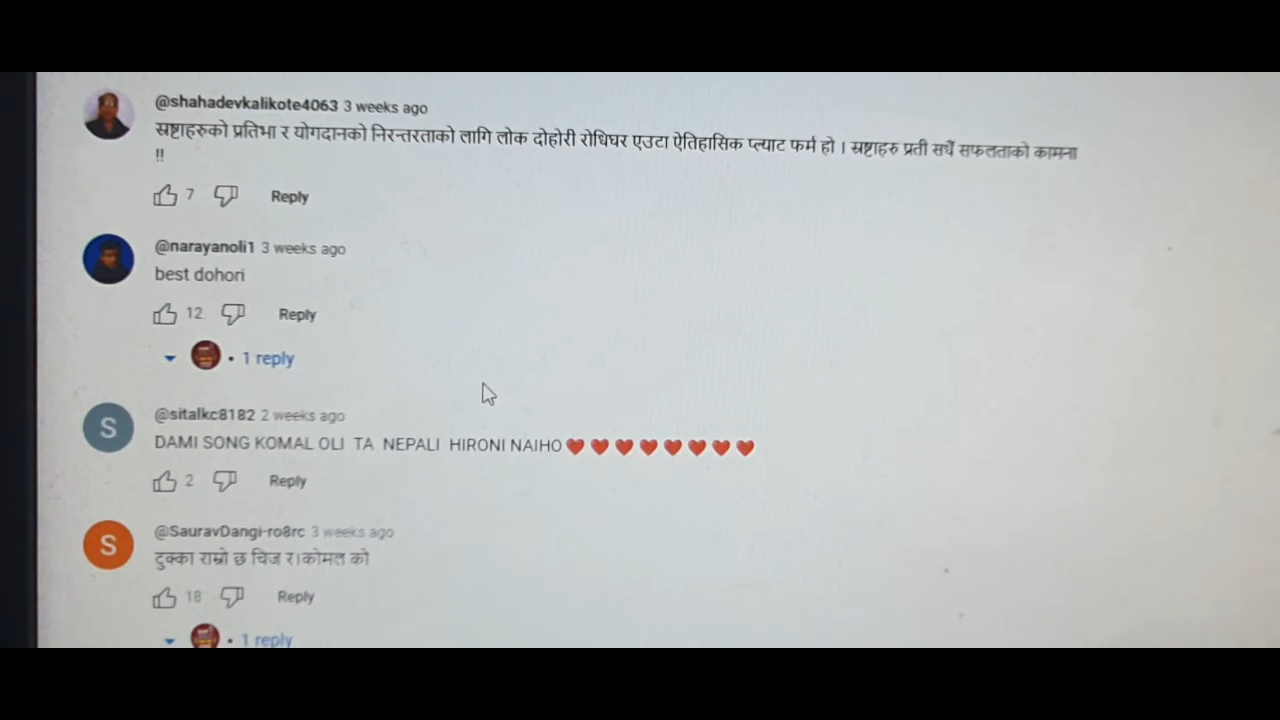 @shahadevkalikote4063 3 weeks ago
स्रष्टाहरुको प्रतिभा र योगदानको निरन्तरताको लागि लोक दोहोरी रोधिघर एउटा ऐतिहासिक प्ल्याट फर्म हो । स्रष्टाहरु प्रती सधैँ सफलताको कामना
!!
7 Reply
@narayanoli1 3 weeks ago
best dohori
12 Reply
• 1 reply
S
@sitalkc8182 2 weeks ago
DAMI SONG KOMAL OLI TA NEPALI HIRONI NAIHO❤️❤️❤️❤️❤️❤️❤️❤️
2 Reply
S
@SauravDangi-ro8rc 3 weeks ago
टुक्का राम्रो छ चिज र।कोमल को
18 Reply
• 1 reply